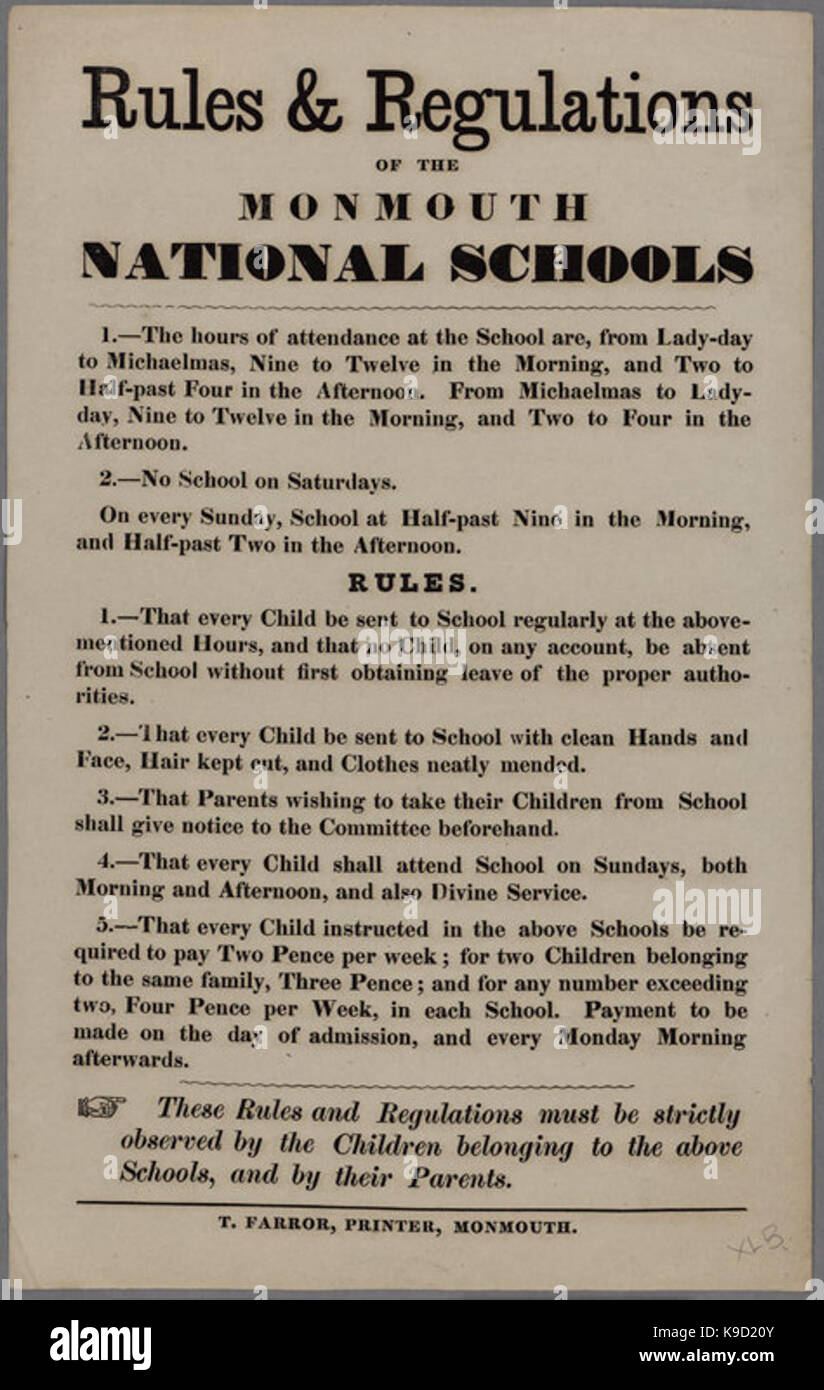 Rules & Regulations
OF THE
MONMOUTH
NATIONAL SCHOOLS
1.—The hours of attendance at the School are, from Lady-day
to Michaelmas, Nine to Twelve in the Morning, and Two to
Half-past Four in the Afternoon. From Michaelmas to Lady-
day, Nine to Twelve in the Morning, and Two to Four in the
Afternoon.
2.—No School on Saturdays.
On every Sunday, School at Half-past Nine in the Morning,
and Half-past Two in the Afternoon.
RULES.
1.—That every Child be sent to School regularly at the above-
mentioned Hours, and that no Child, on any account, be absent
from School without first obtaining leave of the proper autho-
rities.
2.—That every Child be sent to School with clean Hands and
Face, Hair kept cut, and Clothes neatly mended.
3.—That Parents wishing to take their Children from School
shall give notice to the Committee beforehand.
4.—That every Child shall attend School on Sundays, both
Morning and Afternoon, and also Divine Service.
5.—That every Child instructed in the above Schools be re-
quired to pay Two Pence per week; for two Children belonging
to the same family, Three Pence; and for any number exceeding
two, Four Pence per Week, in each School. Payment to be
made on the day of admission, and every Monday Morning
afterwards.
☞ These Rules and Regulations must be strictly
observed by the Children belonging to the above
Schools, and by their Parents.
T. FARROR, PRINTER, MONMOUTH.
alamy
alamy stock photo
K9D20Y
www.alamy.com